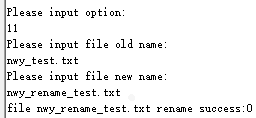 Please input option:
11
Please input file old name:
nwy_test.txt
Please input file new name:
nwy_rename_test.txt
file nwy_rename_test.txt rename success:0